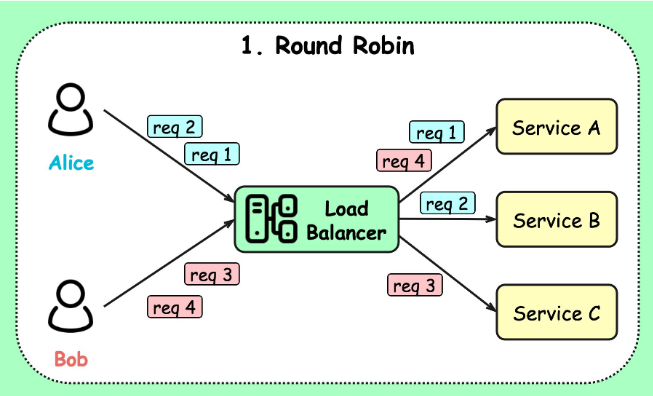 1. Round Robin
Alice
req 2
req 1
Bob
req 3
req 4
Load
Balancer
req 1
req 4
req 2
req 3
Service A
Service B
Service C